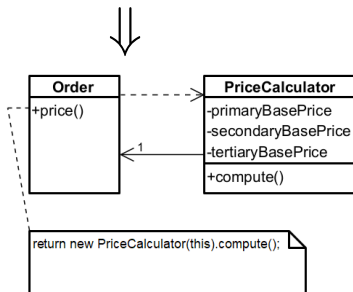 Order
+price()
PriceCalculator
-primaryBasePrice
-secondaryBasePrice
-tertiaryBasePrice
+compute()
1
return new PriceCalculator(this).compute();